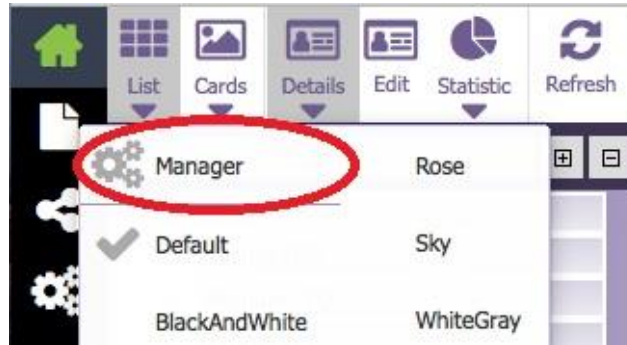 List Cards Details Edit Statistic Refresh
Manager Rose
Default Sky
BlackAndWhite WhiteGray